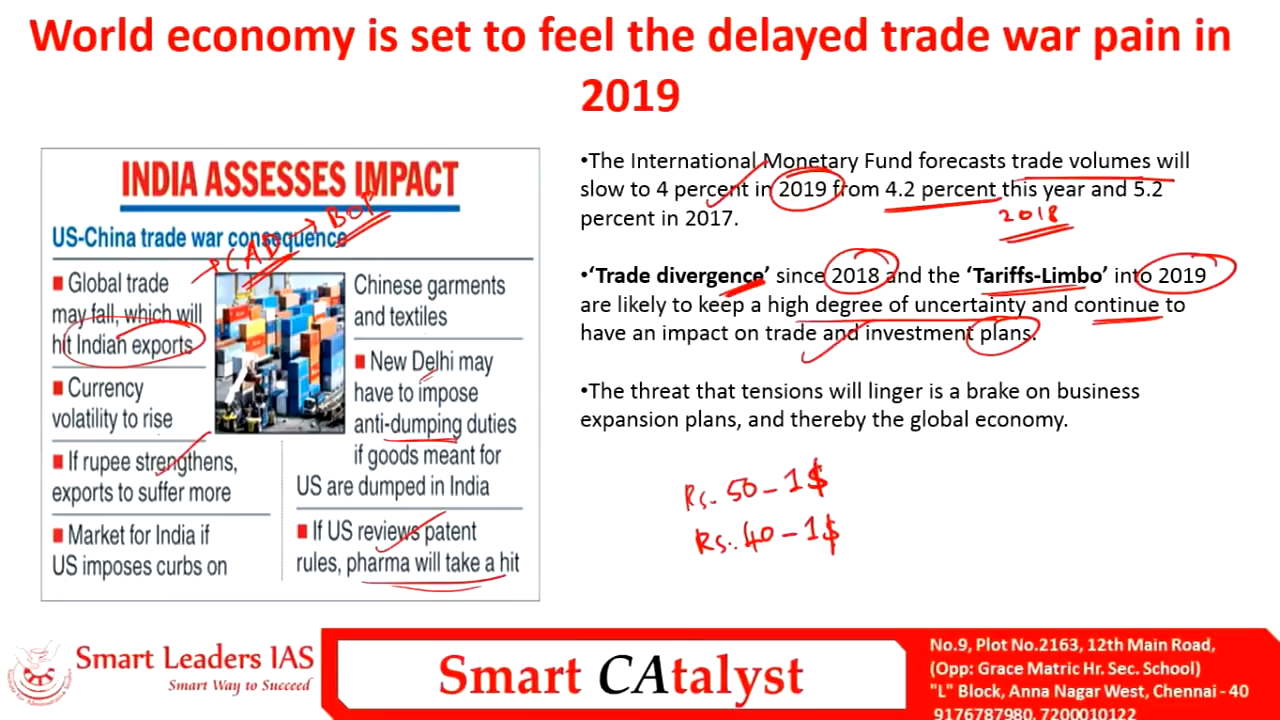 World economy is set to feel the delayed trade war pain in
2019
INDIA ASSESSES IMPACT
US-China trade war consequence
→ CAD → BOP
■ Global trade
may fall, which will
hit Indian exports
■ Currency
volatility to rise
■ If rupee strengthens,
exports to suffer more
■ Market for India if
US imposes curbs on
Chinese garments
and textiles
■ New Delhi may
have to impose
anti-dumping duties
if goods meant for
US are dumped in India
■ If US reviews patent
rules, pharma will take a hit
•The International Monetary Fund forecasts trade volumes will
slow to 4 percent in 2019 from 4.2 percent this year and 5.2
percent in 2017.
2018
•‘Trade divergence’ since 2018 and the ‘Tariffs-Limbo’ into 2019
are likely to keep a high degree of uncertainty and continue to
have an impact on trade and investment plans.
•The threat that tensions will linger is a brake on business
expansion plans, and thereby the global economy.
Rs. 50 – 1$
Rs. 40 – 1$
Smart Leaders IAS
Smart Way to Succeed
Smart CAtalyst
No.9, Plot No.2163, 12th Main Road,
(Opp: Grace Matric Hr. Sec. School)
"L" Block, Anna Nagar West, Chennai - 40
9176787980, 7200010122